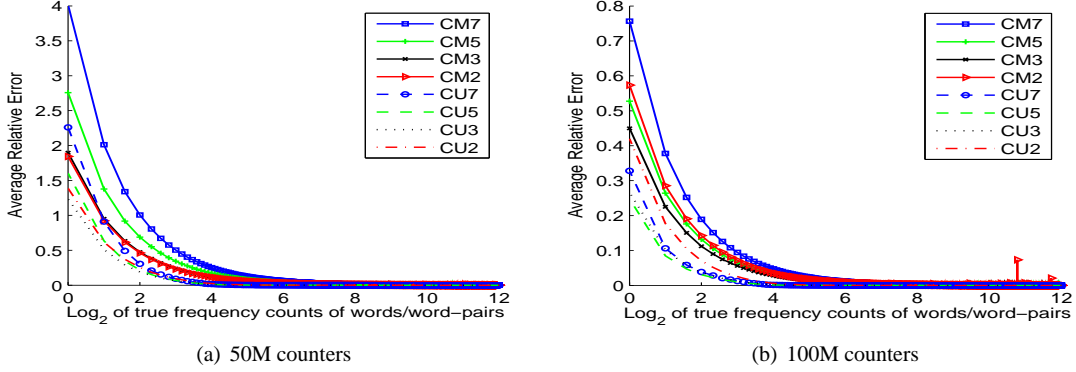 4
3.5
3
2.5
2
1.5
1
0.5
0
Average Relative Error
0 2 4 6 8 10 12
Log2 of true frequency counts of words/word−pairs
CM7
CM5
CM3
CM2
CU7
CU5
CU3
CU2
(a) 50M counters
0.8
0.7
0.6
0.5
0.4
0.3
0.2
0.1
0
Average Relative Error
0 2 4 6 8 10 12
Log2 of true frequency counts of words/word−pairs
CM7
CM5
CM3
CM2
CU7
CU5
CU3
CU2
(b) 100M counters